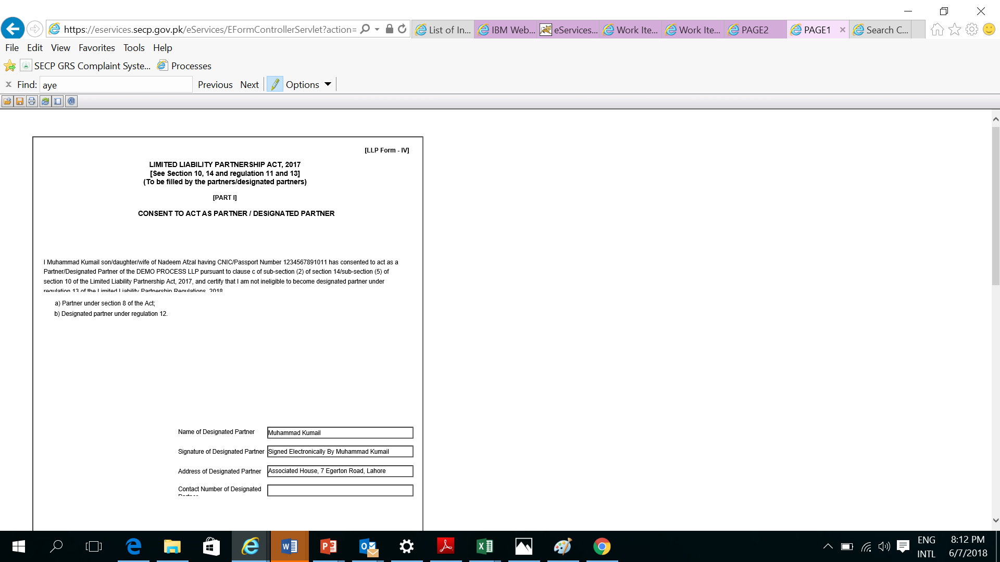 https://eservices.secp.gov.pk/eServices/EFormControllerServlet?action=
List of In...
IBM Web...
eServices...
Work Ite...
Work Ite...
PAGE2
PAGE1
Search C...
File Edit View Favorites Tools Help
SECP GRS Complaint Syste... Processes
Find: aye Previous Next Options
[LLP Form - IV]
LIMITED LIABILITY PARTNERSHIP ACT, 2017
[See Section 10, 14 and regulation 11 and 13]
(To be filled by the partners/designated partners)
[PART I]
CONSENT TO ACT AS PARTNER / DESIGNATED PARTNER
I Muhammad Kumail son/daughter/wife of Nadeem Afzal having CNIC/Passport Number 1234567891011 has consented to act as a
Partner/Designated Partner of the DEMO PROCESS LLP pursuant to clause c of sub-section (2) of section 14/sub-section (5) of
section 10 of the Limited Liability Partnership Act, 2017, and certify that I am not ineligible to become designated partner under
regulation 13 of the Limited Liability Partnership Regulations, 2018
a) Partner under section 8 of the Act;
b) Designated partner under regulation 12.
Name of Designated Partner Muhammad Kumail
Signature of Designated Partner Signed Electronically By Muhammad Kumail
Address of Designated Partner Associated House, 7 Egerton Road, Lahore
Contact Number of Designated
Partner
ENG 8:12 PM
INTL 6/7/2018